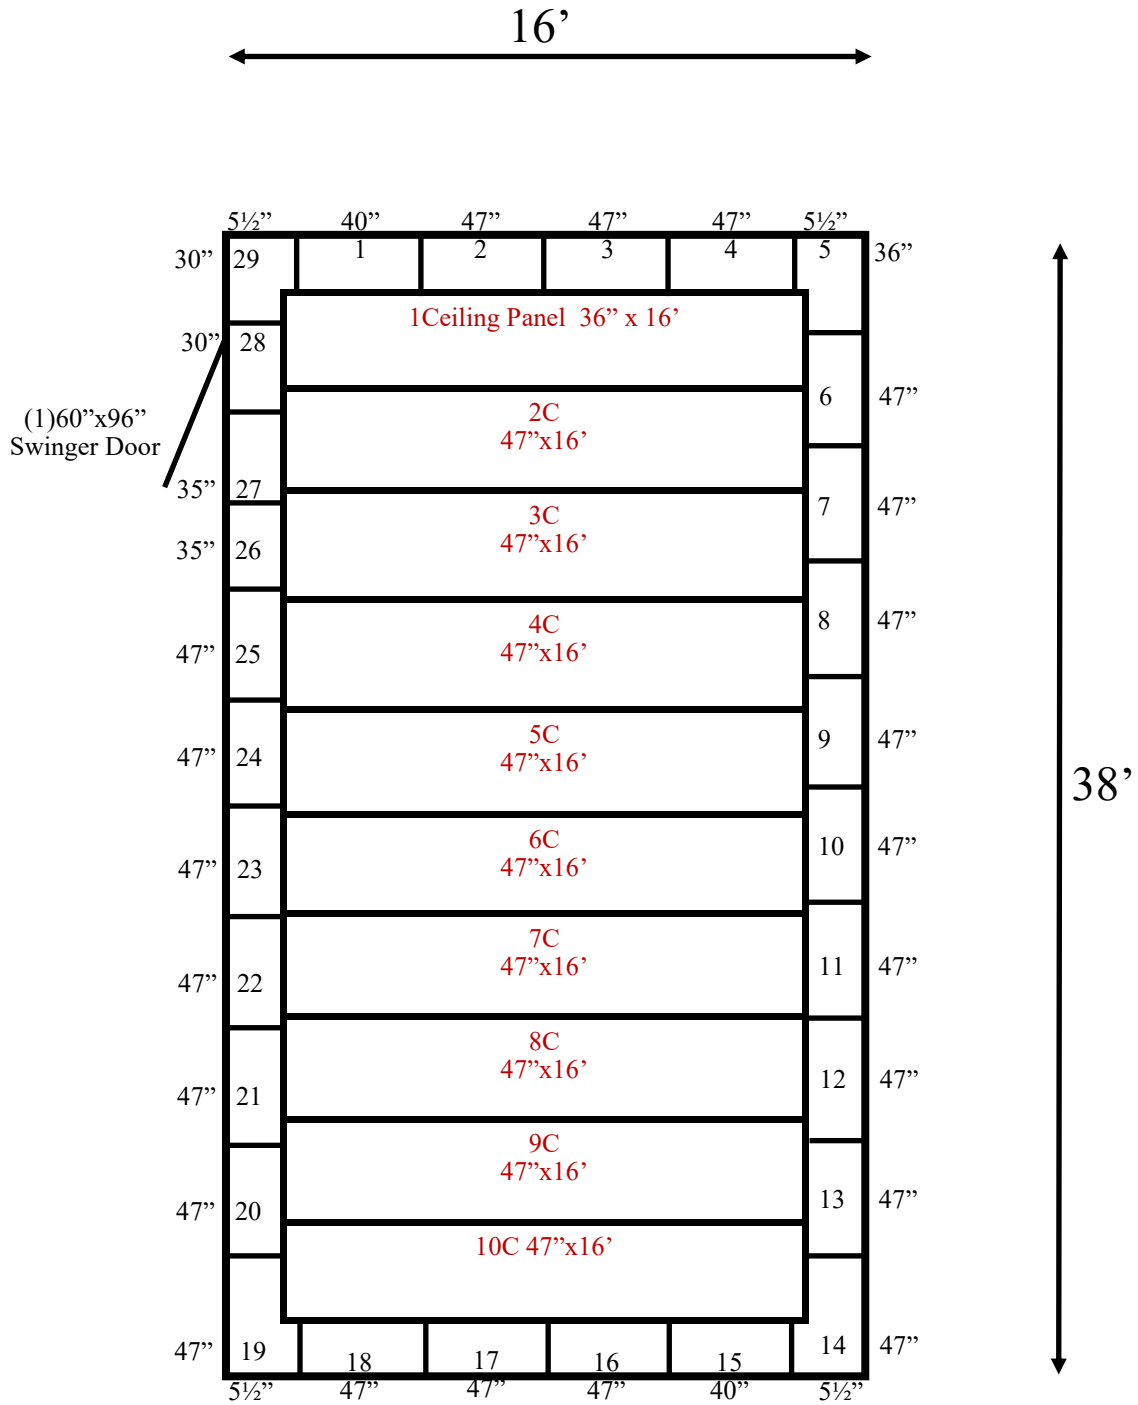 16’
5½” 40” 47” 47” 47” 5½”
30” 29 1 2 3 4 5 36”
1Ceiling Panel 36” x 16’
30” 28
6 47”
(1)60”x96”
Swinger Door
2C
47”x16’
35” 27
7 47”
3C
47”x16’
35” 26
8 47”
4C
47”x16’
47” 25
9 47”
5C
47”x16’
47” 24
38’
10 47”
6C
47”x16’
47” 23
11 47”
7C
47”x16’
47” 22
12 47”
8C
47”x16’
47” 21
13 47”
9C
47”x16’
47” 20
10C 47”x16’
47” 19 18 17 16 15 14 47”
5½” 47” 47” 47” 40” 5½”